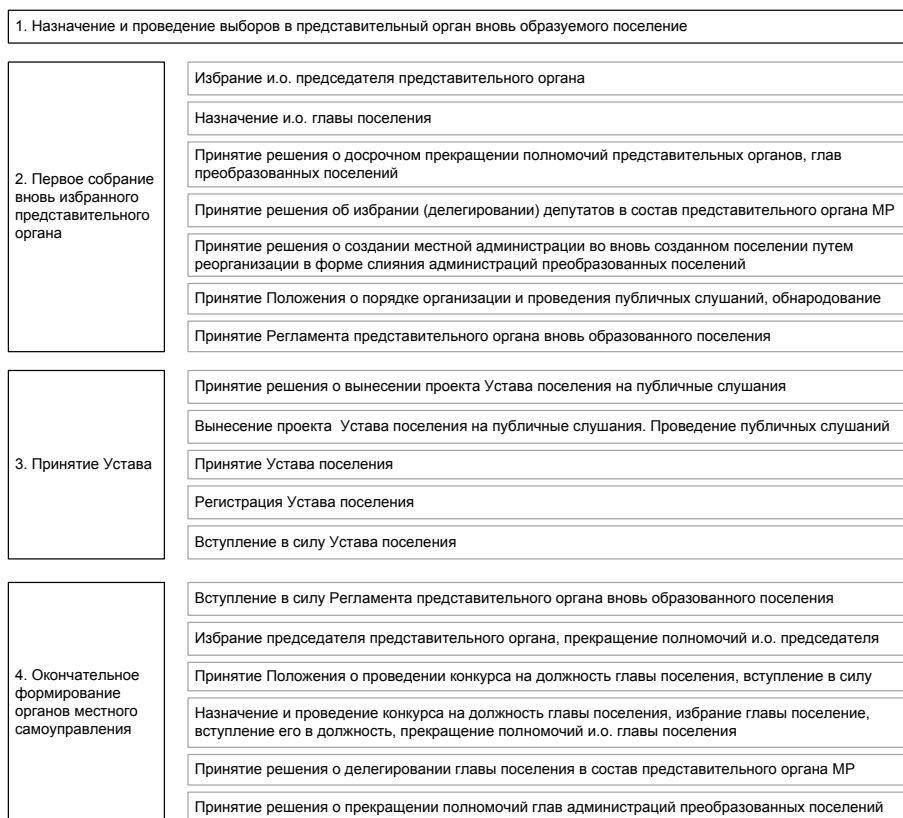 1. Назначение и проведение выборов в представительный орган вновь образуемого поселение
2. Первое собрание
вновь избранного
представительного
органа
Избрание и.о. председателя представительного органа
Назначение и.о. главы поселения
Принятие решения о досрочном прекращении полномочий представительных органов, глав
преобразованных поселений
Принятие решения об избрании (делегировании) депутатов в состав представительного органа МР
Принятие решения о создании местной администрации во вновь созданном поселении путем
реорганизации в форме слияния администраций преобразованных поселений
Принятие Положения о порядке организации и проведения публичных слушаний, обнародование
Принятие Регламента представительного органа вновь образованного поселения
3. Принятие Устава
Принятие решения о вынесении проекта Устава поселения на публичные слушания
Вынесение проекта Устава поселения на публичные слушания. Проведение публичных слушаний
Принятие Устава поселения
Регистрация Устава поселения
Вступление в силу Устава поселения
4. Окончательное
формирование
органов местного
самоуправления
Вступление в силу Регламента представительного органа вновь образованного поселения
Избрание председателя представительного органа, прекращение полномочий и.о. председателя
Принятие Положения о проведении конкурса на должность главы поселения, вступление в силу
Назначение и проведение конкурса на должность главы поселения, избрание главы поселение,
вступление его в должность, прекращение полномочий и.о. главы поселения
Принятие решения о делегировании главы поселения в состав представительного органа МР
Принятие решения о прекращении полномочий глав администраций преобразованных поселений